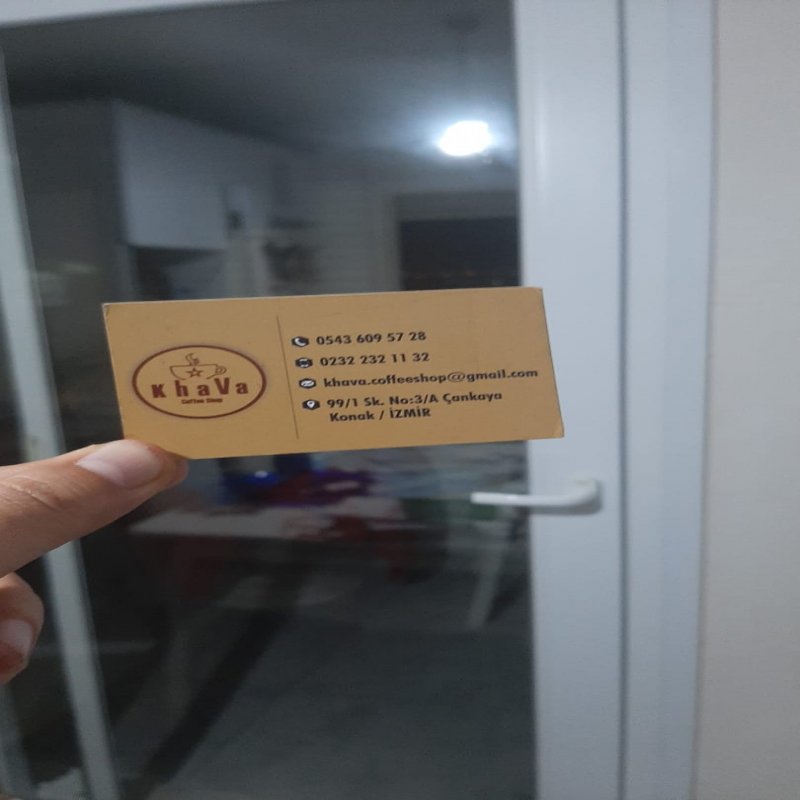 KhaVa
Coffee Shop
0543 609 57 28
0232 232 11 32
khava.coffeeshop@gmail.com
99/1 Sk. No:3/A Çankaya
Konak / İZMİR